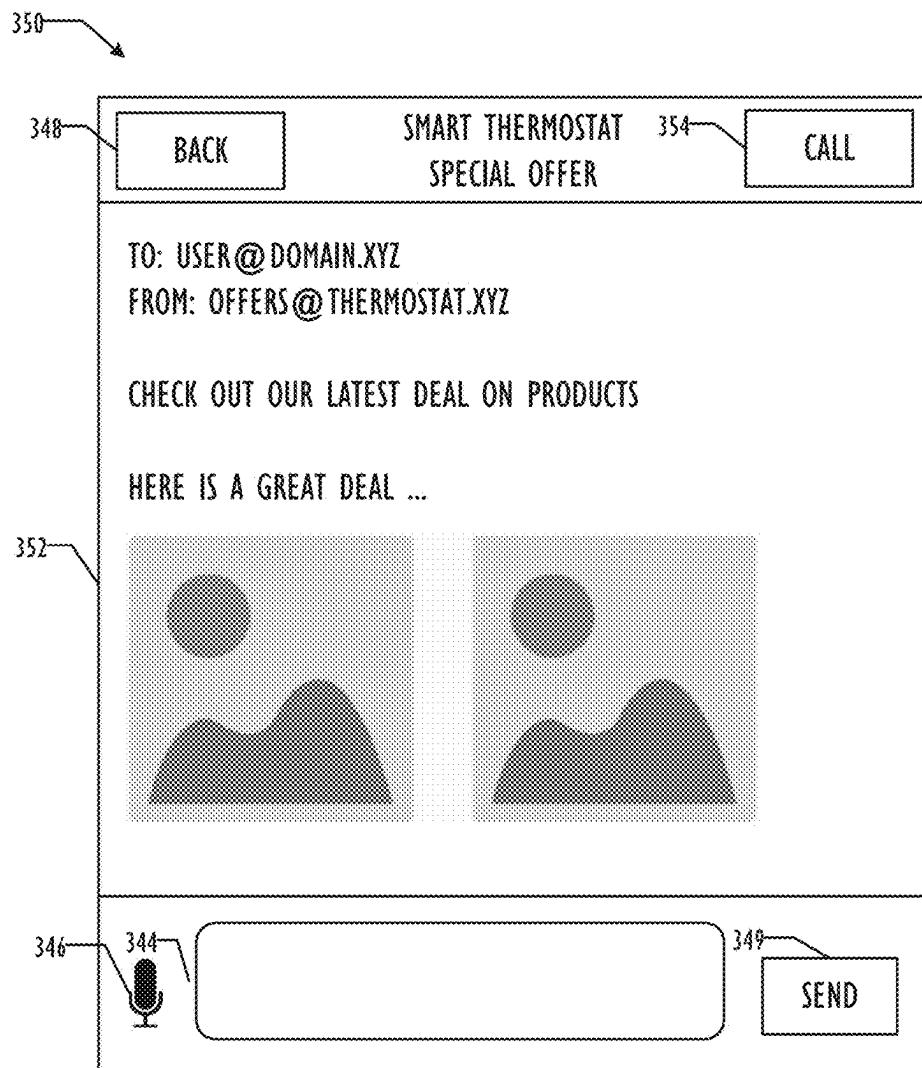 350
348
BACK
SMART THERMOSTAT
SPECIAL OFFER
354
CALL
TO: USER@DOMAIN.XYZ
FROM: OFFERS@THERMOSTAT.XYZ
CHECK OUT OUR LATEST DEAL ON PRODUCTS
HERE IS A GREAT DEAL ...
352
346
344
349
SEND